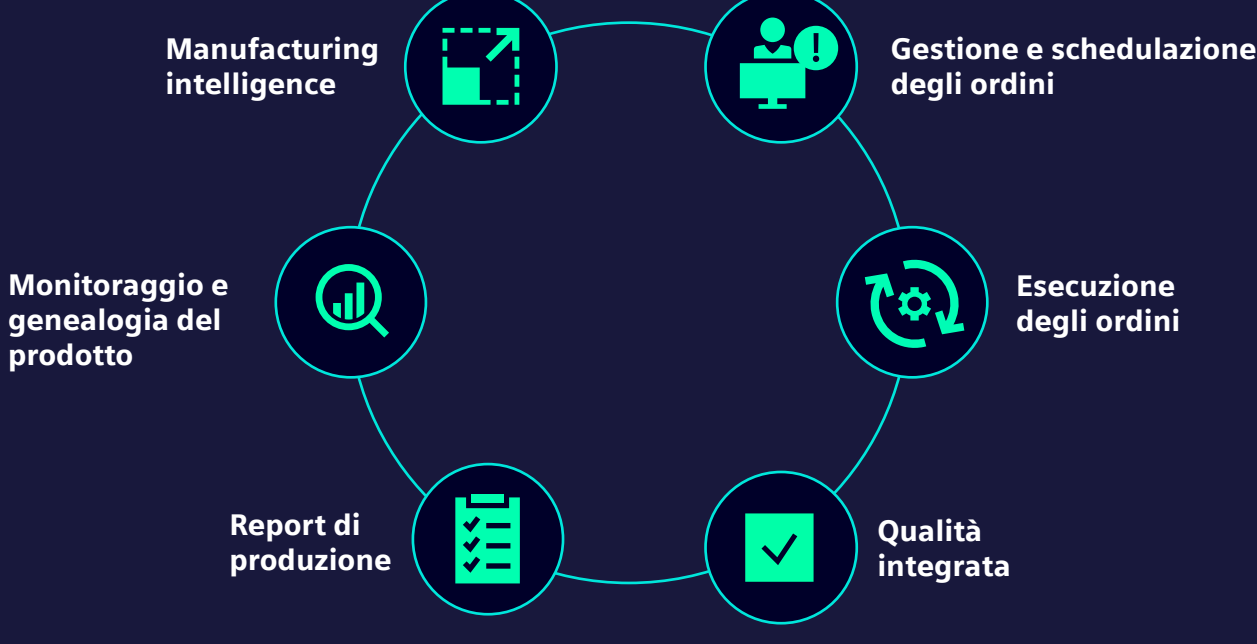 Manufacturing
intelligence
Gestione e schedulazione
degli ordini
Monitoraggio e
genealogia del
prodotto
Esecuzione
degli ordini
Report di
produzione
Qualità
integrata